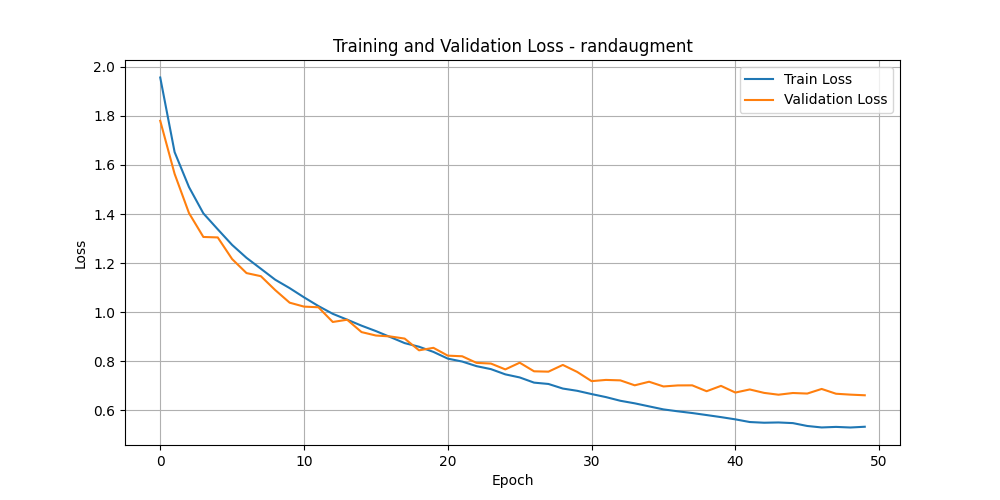 Training and Validation Loss - randaugment
Train Loss
Validation Loss
2.0
1.8
1.6
1.4
1.2
1.0
0.8
0.6
Loss
0 10 20 30 40 50
Epoch